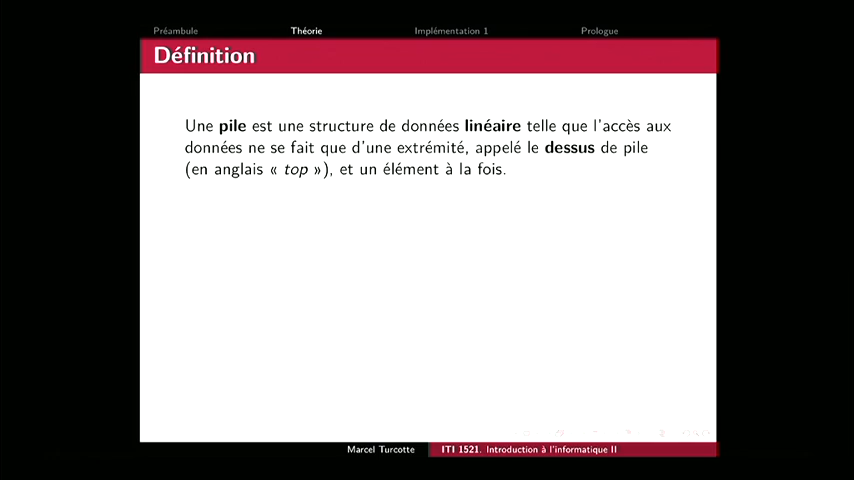 Préambule Théorie Implémentation 1 Prologue
Définition
Une pile est une structure de données linéaire telle que l'accès aux
données ne se fait que d'une extrémité, appelé le dessus de pile
(en anglais « top »), et un élément à la fois.
Marcel Turcotte ITI 1521. Introduction à l'informatique II